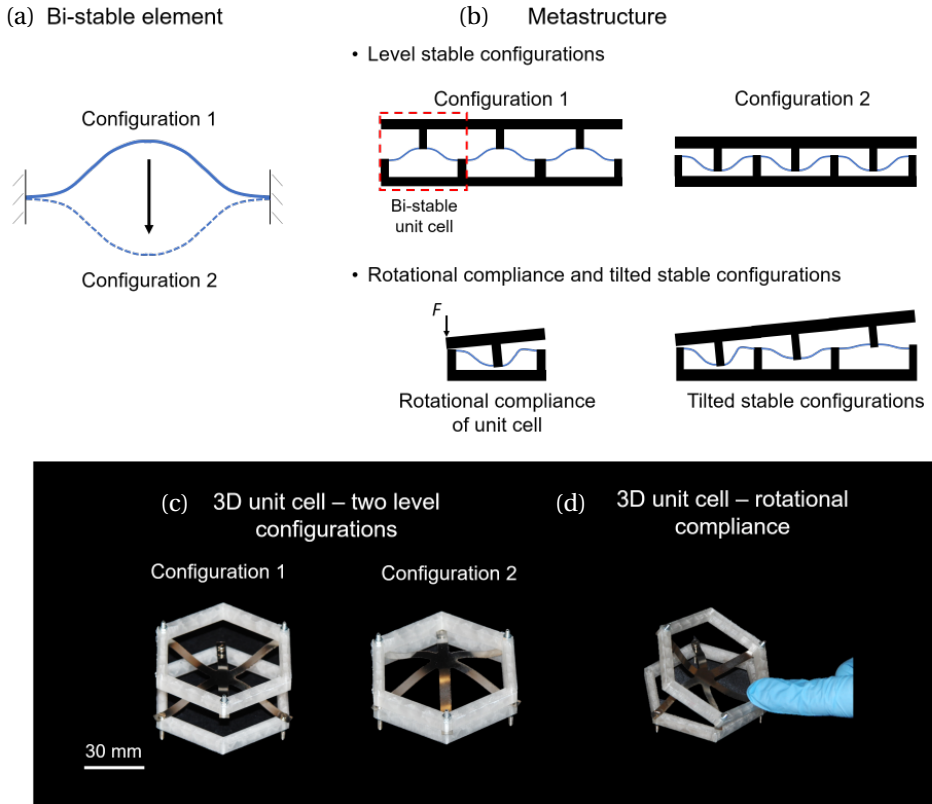 (a) Bi-stable element
Configuration 1
Configuration 2
(b) Metastructure
• Level stable configurations
Configuration 1
Configuration 2
Bi-stable
unit cell
• Rotational compliance and tilted stable configurations
F
Rotational compliance
of unit cell
Tilted stable configurations
(c) 3D unit cell – two level
configurations
Configuration 1
Configuration 2
30 mm
(d) 3D unit cell – rotational
compliance